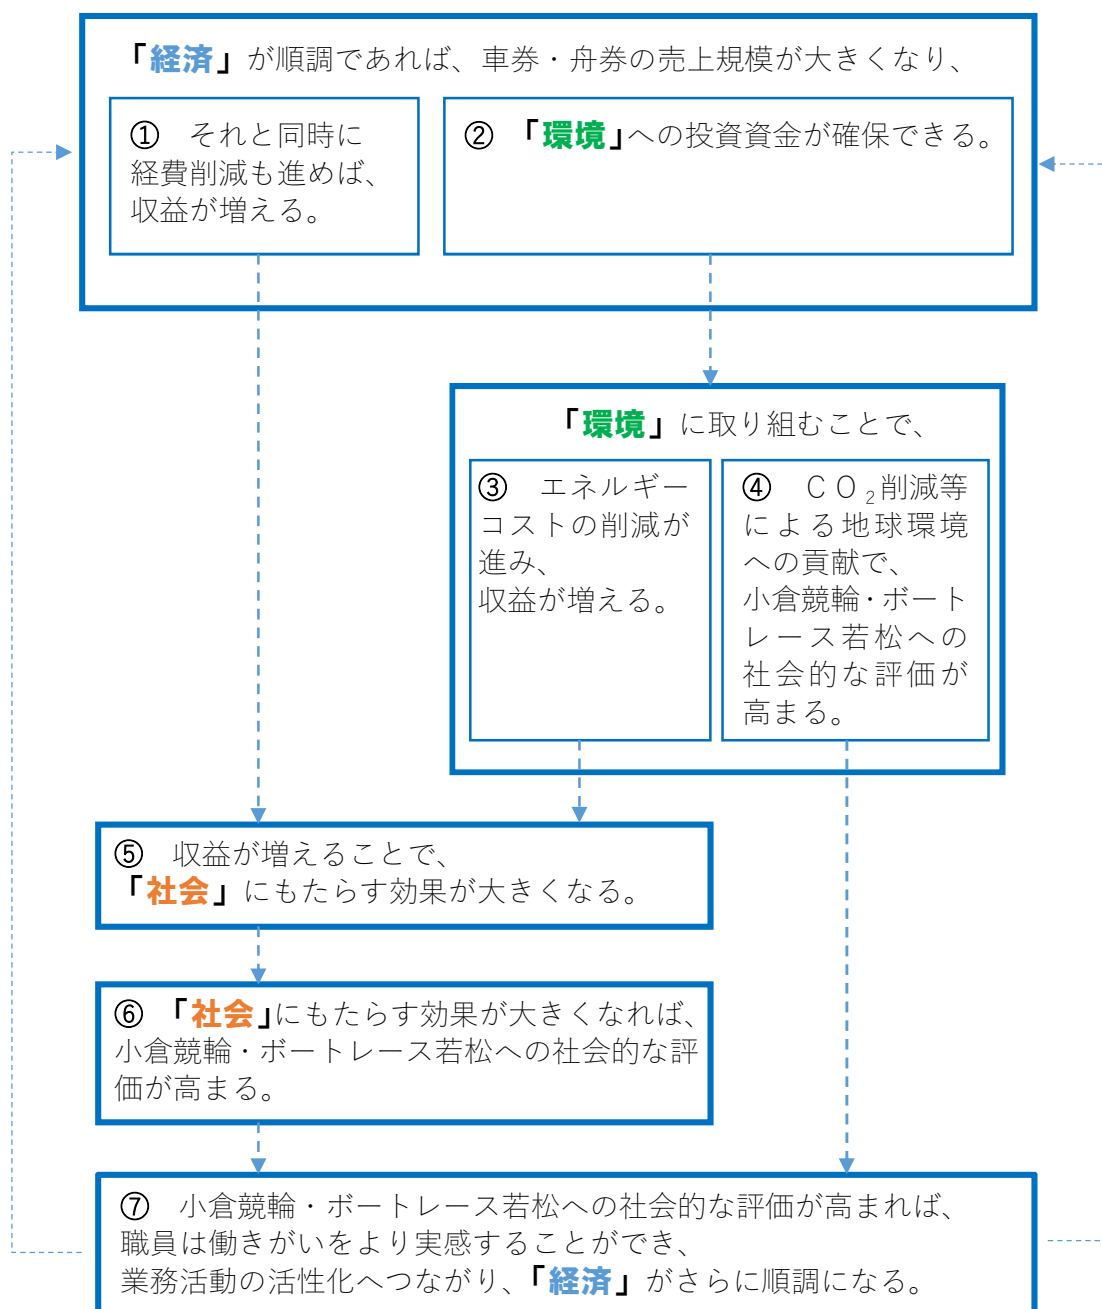 「経済」が順調であれば、車券・舟券の売上規模が大きくなり、
① それと同時に
経費削減も進めば、
収益が増える。
② 「環境」への投資資金が確保できる。
「環境」に取り組むことで、
③ エネルギー
コストの削減が
進み、
収益が増える。
④ ＣＯ₂削減等
による地球環境
への貢献で、
小倉競輪・ボート
レース若松への
社会的な評価が
高まる。
⑤ 収益が増えることで、
「社会」にもたらす効果が大きくなる。
⑥ 「社会」にもたらす効果が大きくなれば、
小倉競輪・ボートレース若松への社会的な評
価が高まる。
⑦ 小倉競輪・ボートレース若松への社会的な評価が高まれば、
職員は働きがいをより実感することができ、
業務活動の活性化へつながり、「経済」がさらに順調になる。